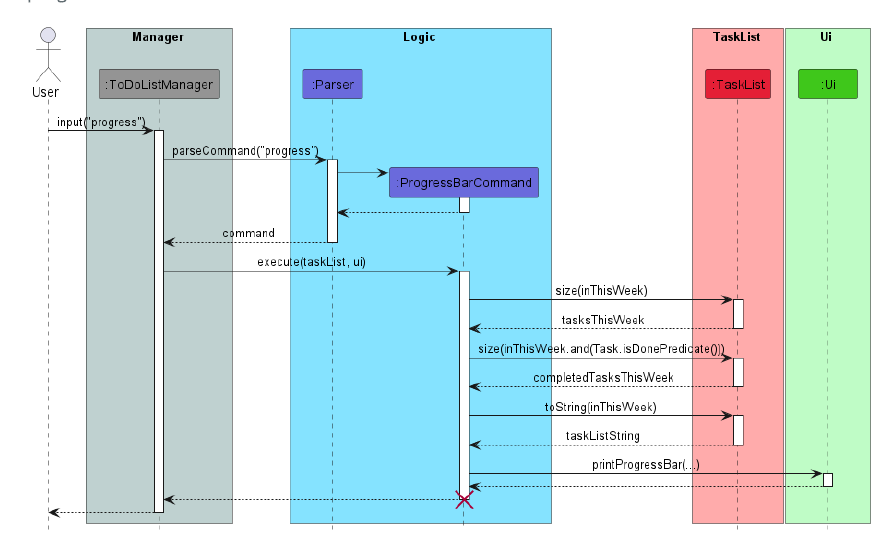 Manager
Logic
TaskList
Ui
:ToDoListManager
:Parser
:TaskList
:Ui
User
input("progress")
parseCommand("progress")
:ProgressBarCommand
command
execute(taskList, ui)
size(inThisWeek)
tasksThisWeek
size(inThisWeek.and(Task.isDonePredicate()))
completedTasksThisWeek
toString(inThisWeek)
taskListString
printProgressBar(...)